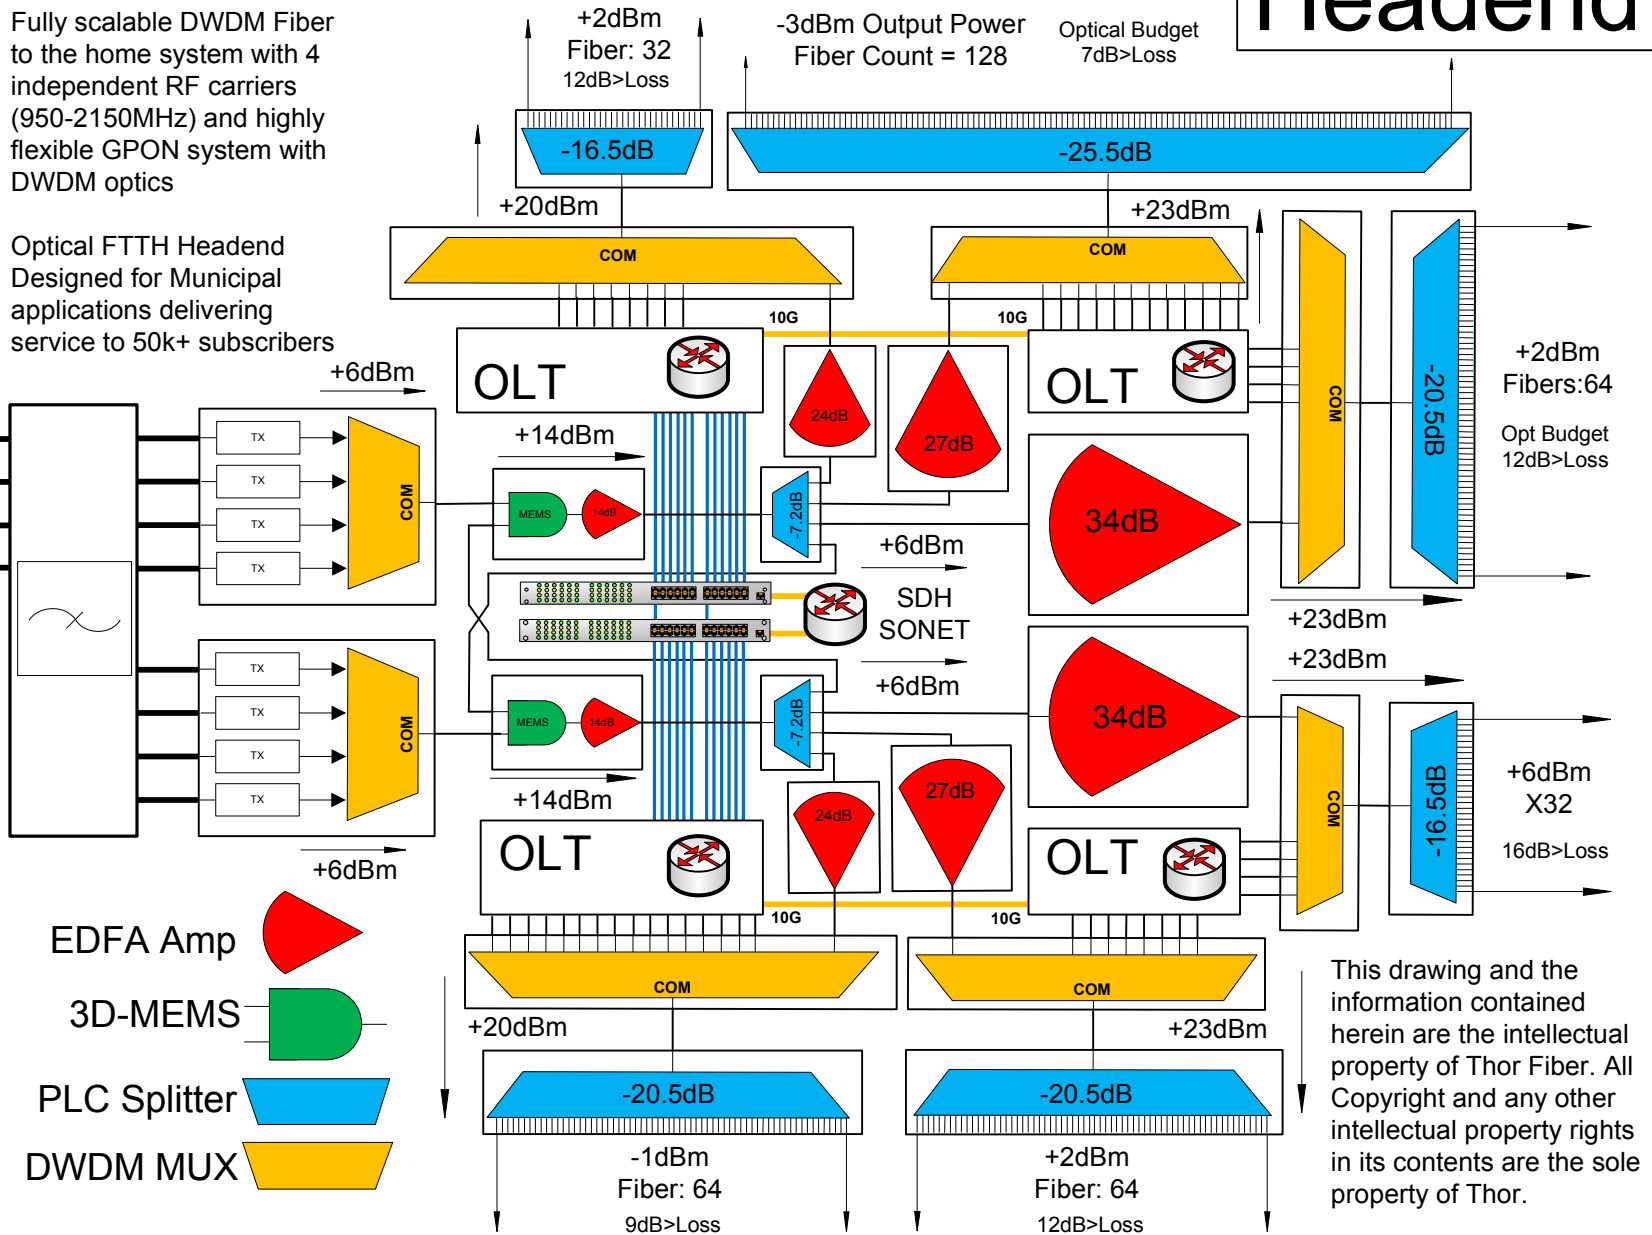 Fully scalable DWDM Fiber
to the home system with 4
independent RF carriers
(950-2150MHz) and highly
flexible GPON system with
DWDM optics
Optical FTTH Headend
Designed for Municipal
applications delivering
service to 50k+ subscribers
+2dBm
Fiber: 32
12dB>Loss
-3dBm Output Power
Fiber Count = 128
Optical Budget
7dB>Loss
Headend
-16.5dB
-25.5dB
+20dBm
+23dBm
COM
COM
10G
10G
OLT
OLT
24dB
27dB
COM
-20.5dB
+2dBm
Fibers:64
Opt Budget
12dB>Loss
+6dBm
TX
TX
TX
TX
COM
+14dBm
MEMS
14dB
-7.2dB
34dB
+6dBm
SDH
SONET
+23dBm
+23dBm
+6dBm
TX
TX
TX
TX
COM
MEMS
14dB
-7.2dB
34dB
+14dBm
+6dBm
24dB
27dB
COM
-16.5dB
+6dBm
X32
16dB>Loss
OLT
OLT
10G
10G
COM
COM
+20dBm
+23dBm
-20.5dB
-20.5dB
-1dBm
Fiber: 64
9dB>Loss
+2dBm
Fiber: 64
12dB>Loss
EDFA Amp
3D-MEMS
PLC Splitter
DWDM MUX
This drawing and the
information contained
herein are the intellectual
property of Thor Fiber. All
Copyright and any other
intellectual property rights
in its contents are the sole
property of Thor.